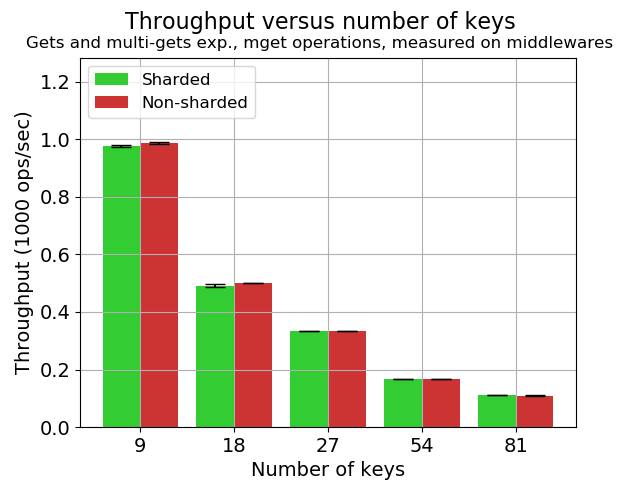 Throughput versus number of keys
Gets and multi-gets exp., mget operations, measured on middlewares
Sharded
Non-sharded
Throughput (1000 ops/sec)
1.2
1.0
0.8
0.6
0.4
0.2
0.0
9 18 27 54 81
Number of keys